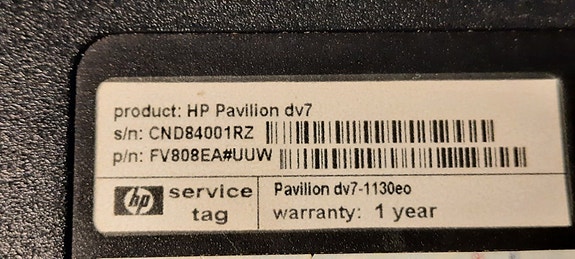 product: HP Pavilion dv7
s/n: CND84001RZ
p/n: FV808EA#UUW
hp service tag
Pavilion dv7-1130eo
warranty: 1 year